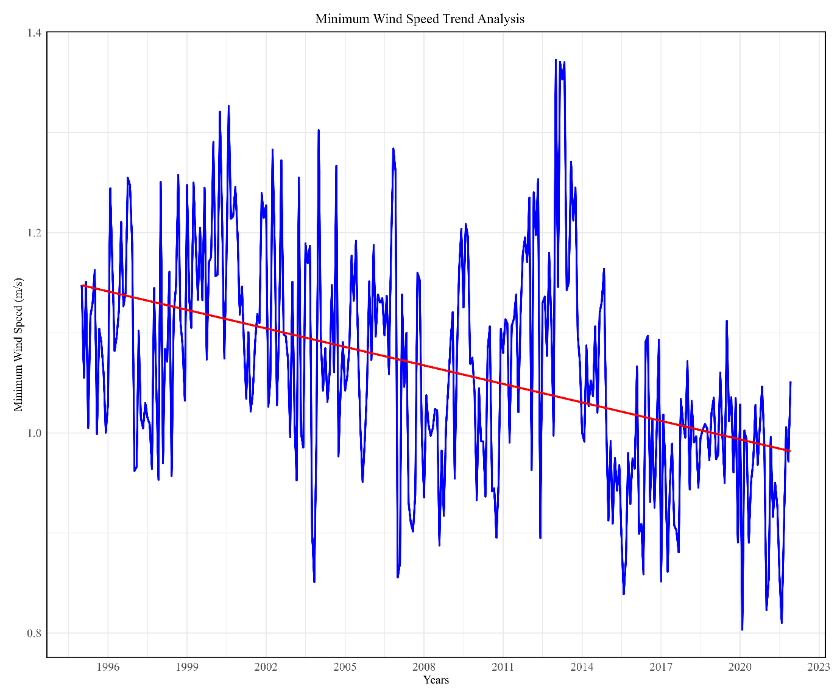 Minimum Wind Speed Trend Analysis
1.4
1.2
1.0
0.8
Minimum Wind Speed (m/s)
1996 1999 2002 2005 2008 2011 2014 2017 2020 2023
Years